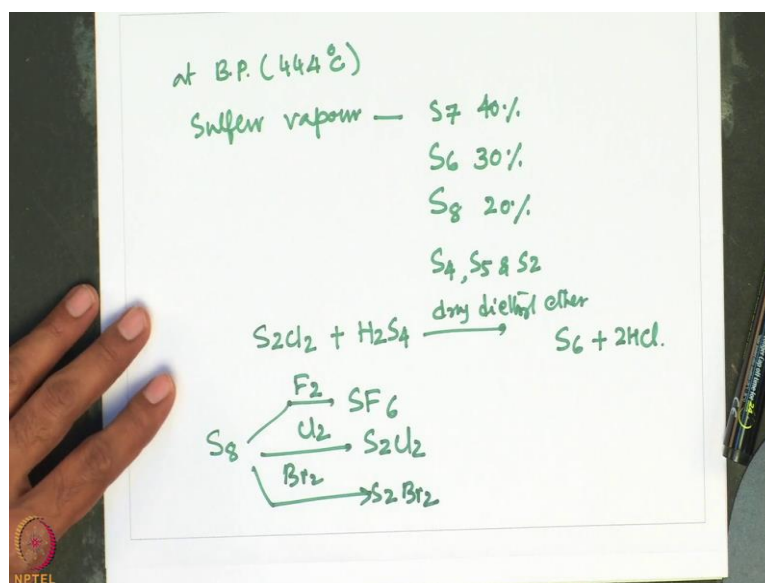 at B.P. (444°C)
Sulfur vapour — S7 40%
S6 30%
S8 20%
S4, S5 & S2
S2Cl2 + H2S4 dry diethyl ether → S6 + 2HCl.
F2 → SF6
S8 Cl2 → S2Cl2
Br2 → S2Br2
NPTEL